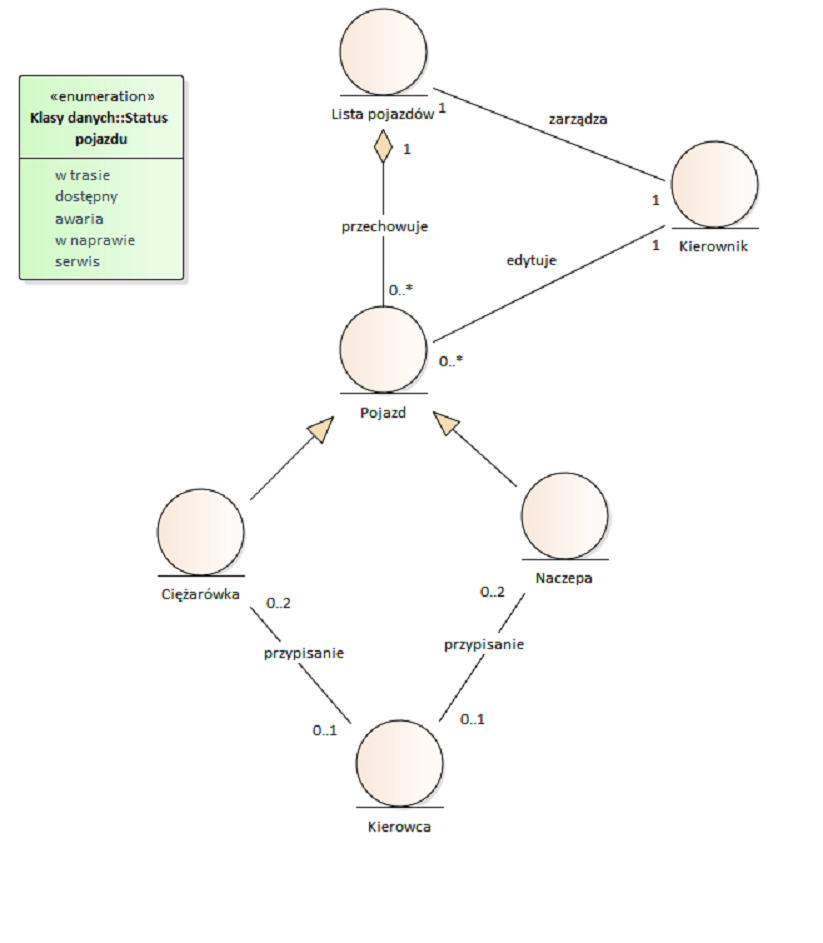 «enumeration»
Klasy danych::Status
pojazdu
w trasie
dostępny
awaria
w naprawie
serwis
Lista pojazdów
1
zarządza
1
1
przechowuje
1
Kierownik
edytuje
0..*
0..*
Pojazd
Ciężarówka
Naczepa
0..2
0..2
przypisanie
przypisanie
0..1
0..1
Kierowca